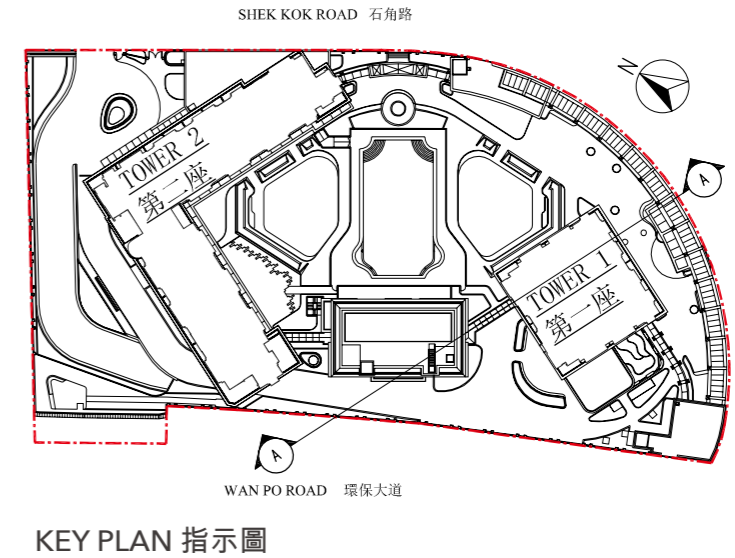 SHEK KOK ROAD 石角路
N
TOWER 2
第二座
A
TOWER 1
第一座
A
WAN PO ROAD 環保大道
KEY PLAN 指示圖